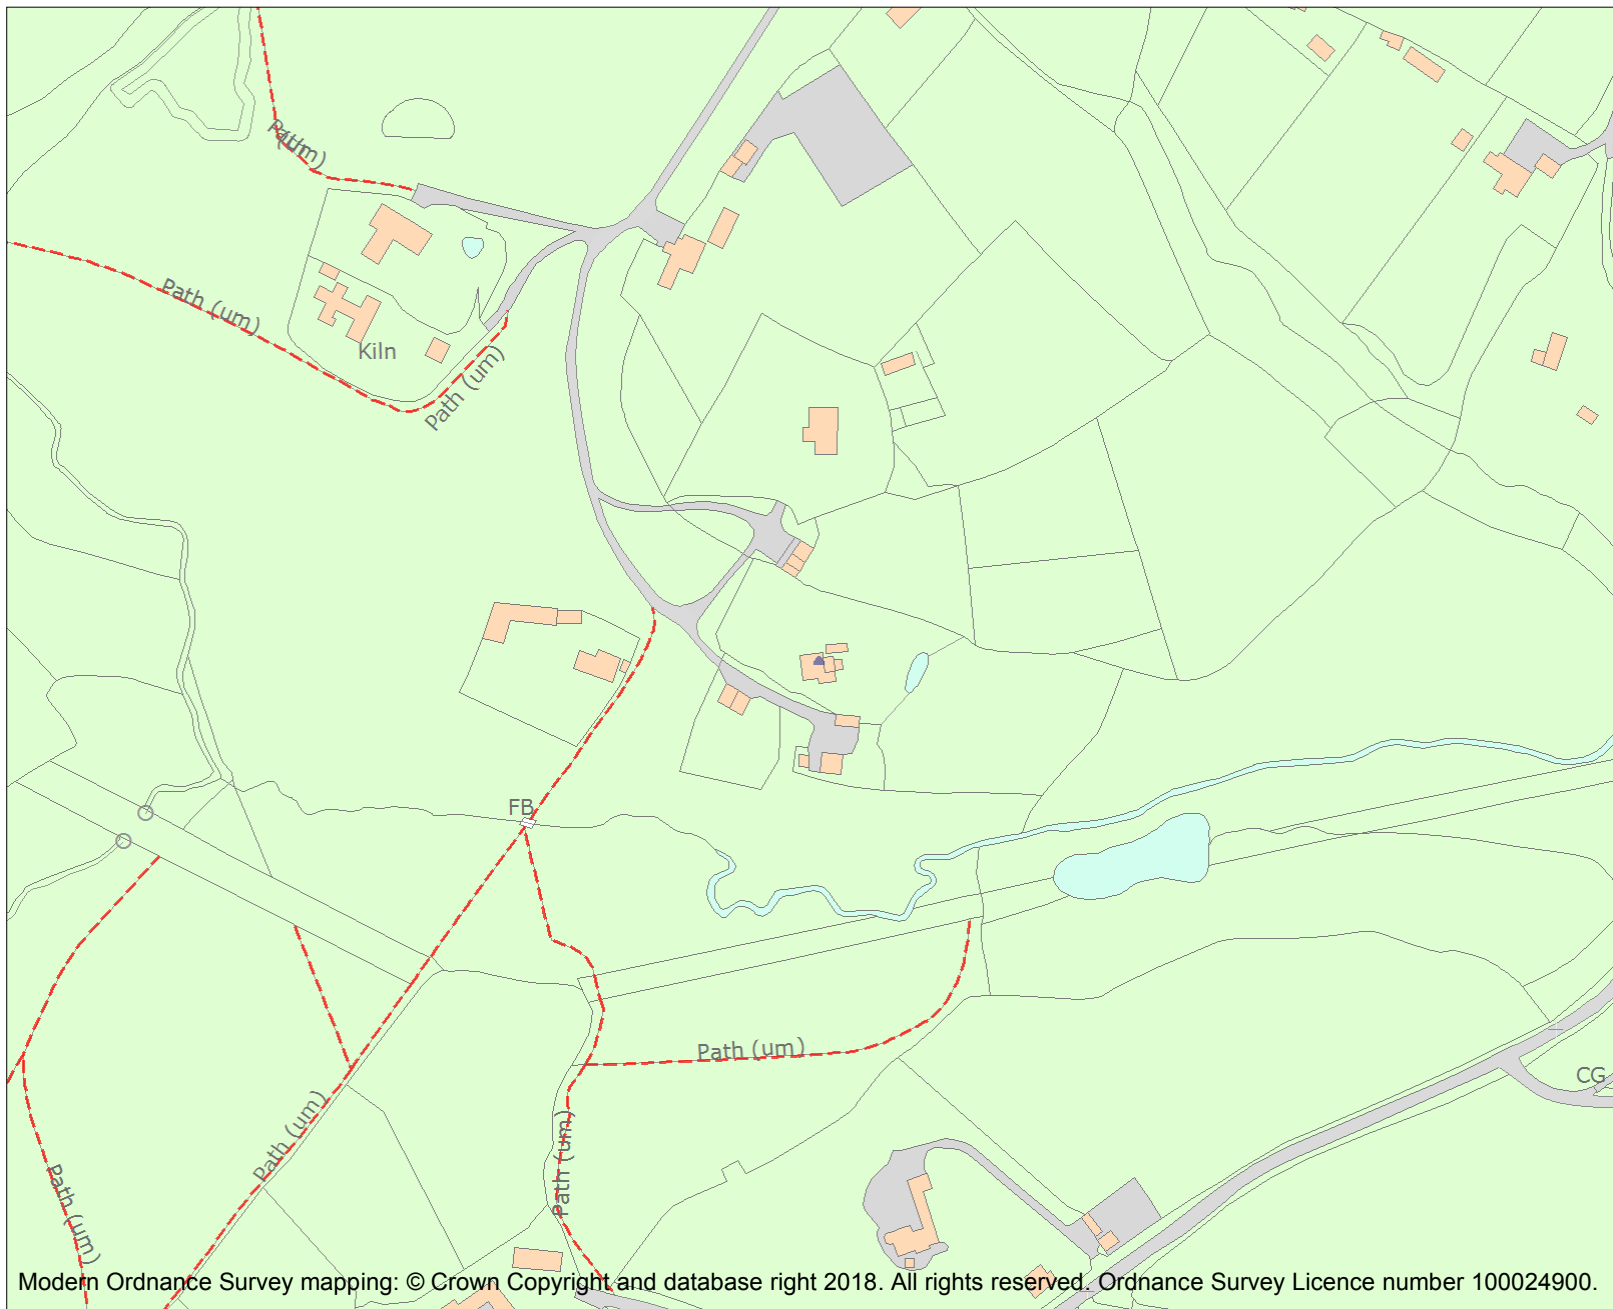 Path
(um)
Path (um)
Kiln
Path (um)
FB
Path (um)
CG
Path (um)
Path (um)
Path (um)
Modern Ordnance Survey mapping: © Crown Copyright and database right 2018. All rights reserved. Ordnance Survey Licence number 100024900.